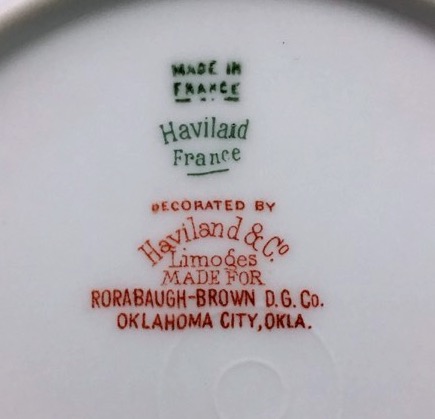 MADE IN
FRANCE
Haviland
France
DECORATED BY
Haviland & Co.
Limoges
MADE FOR
RORABAUGH-BROWN D.G. Co.
OKLAHOMA CITY, OKLA.